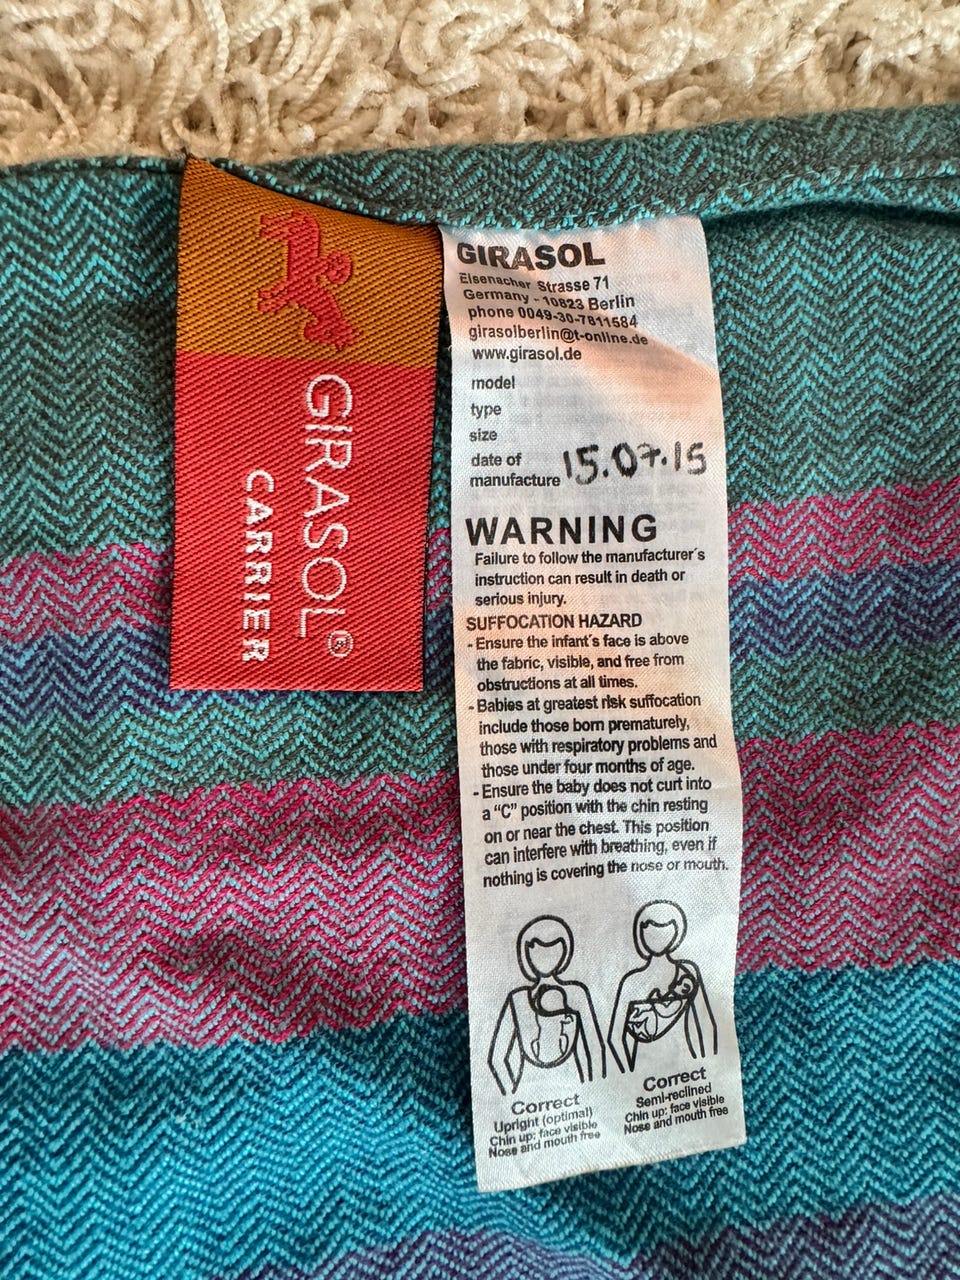 GIRASOL®
CARRIER
GIRASOL
Eisenacher Strasse 71
Germany - 10823 Berlin
phone 0049-30-7811584
girasolberlin@t-online.de
www.girasol.de
model
type
size
date of
manufacture 15.07.15
WARNING
Failure to follow the manufacturer´s
instruction can result in death or
serious injury.
SUFFOCATION HAZARD
- Ensure the infant´s face is above
the fabric, visible, and free from
obstructions at all times.
- Babies at greatest risk suffocation
include those born prematurely,
those with respiratory problems and
those under four months of age.
- Ensure the baby does not curt into
a “C” position with the chin resting
on or near the chest. This position
can interfere with breathing, even if
nothing is covering the nose or mouth.
Correct
Upright (optimal)
Chin up: face visible
Nose and mouth free
Correct
Semi-reclined
Chin up: face visible
Nose and mouth free